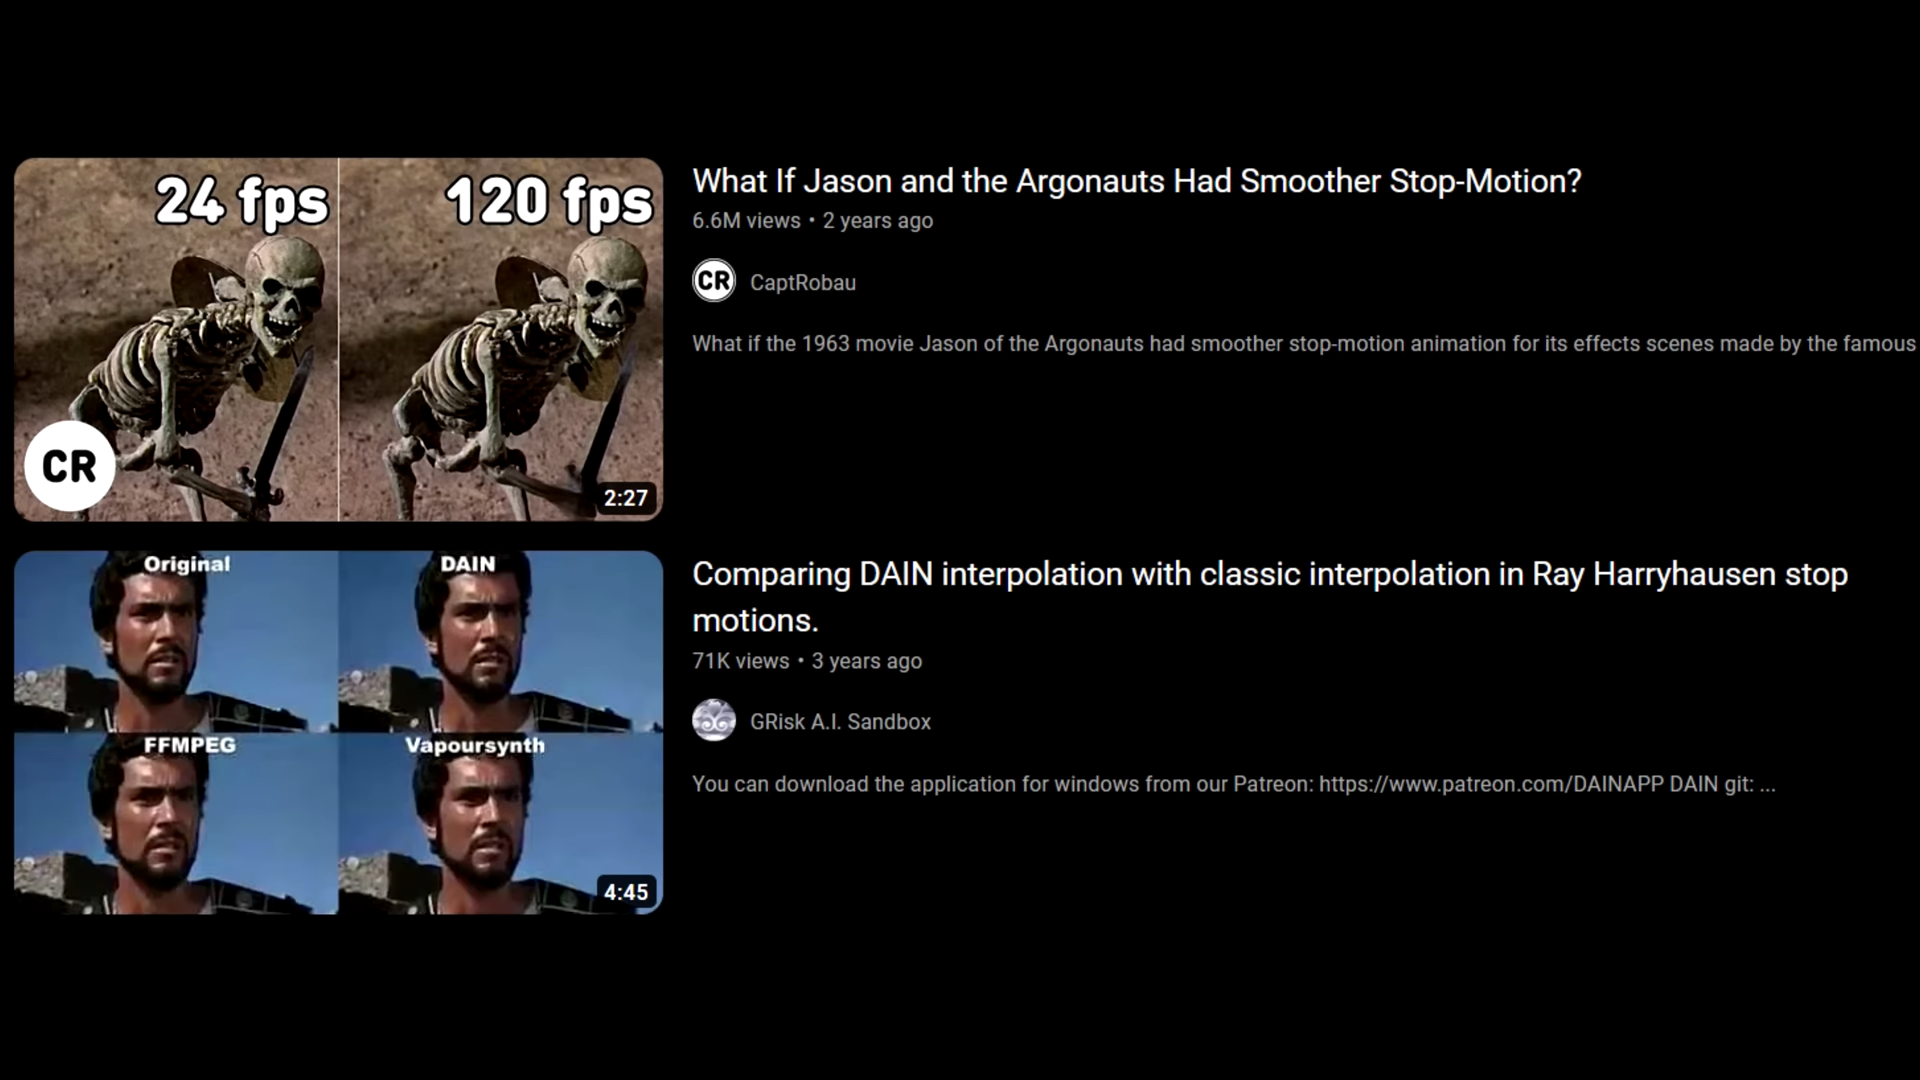 24 fps
120 fps
CR
2:27
What If Jason and the Argonauts Had Smoother Stop-Motion?
6.6M views • 2 years ago
CR
CaptRobau
What if the 1963 movie Jason of the Argonauts had smoother stop-motion animation for its effects scenes made by the famous
Original
DAIN
FFMPEG
Vapoursynth
4:45
Comparing DAIN interpolation with classic interpolation in Ray Harryhausen stop
motions.
71K views • 3 years ago
GRisk A.I. Sandbox
You can download the application for windows from our Patreon: https://www.patreon.com/DAINAPP DAIN git: ...